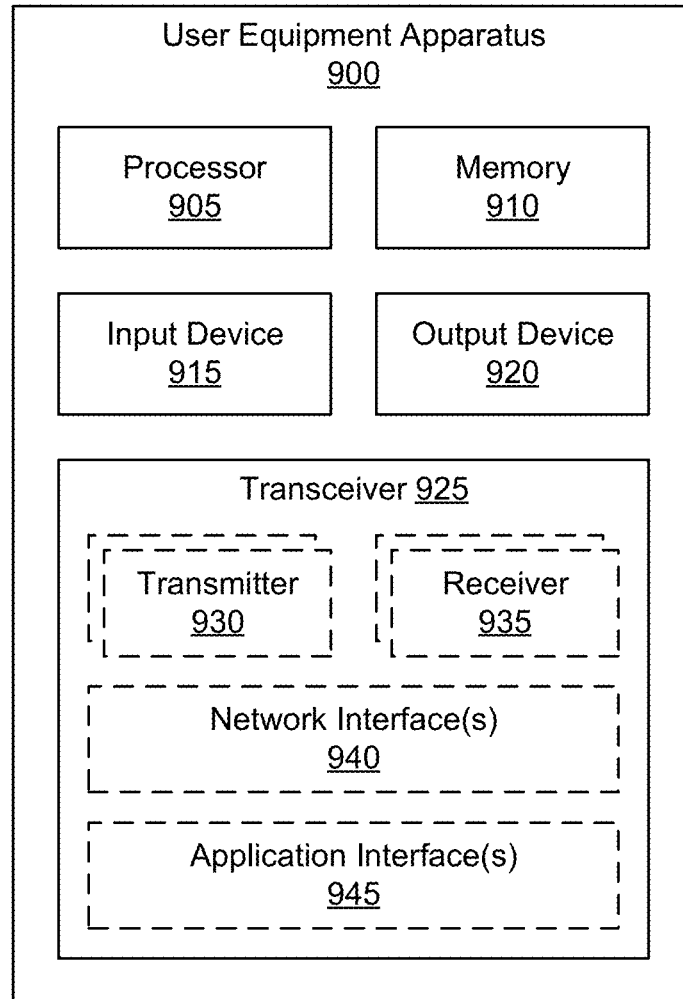 User Equipment Apparatus
900
Processor
905
Memory
910
Input Device
915
Output Device
920
Transceiver 925
Transmitter
930
Receiver
935
Network Interface(s)
940
Application Interface(s)
945